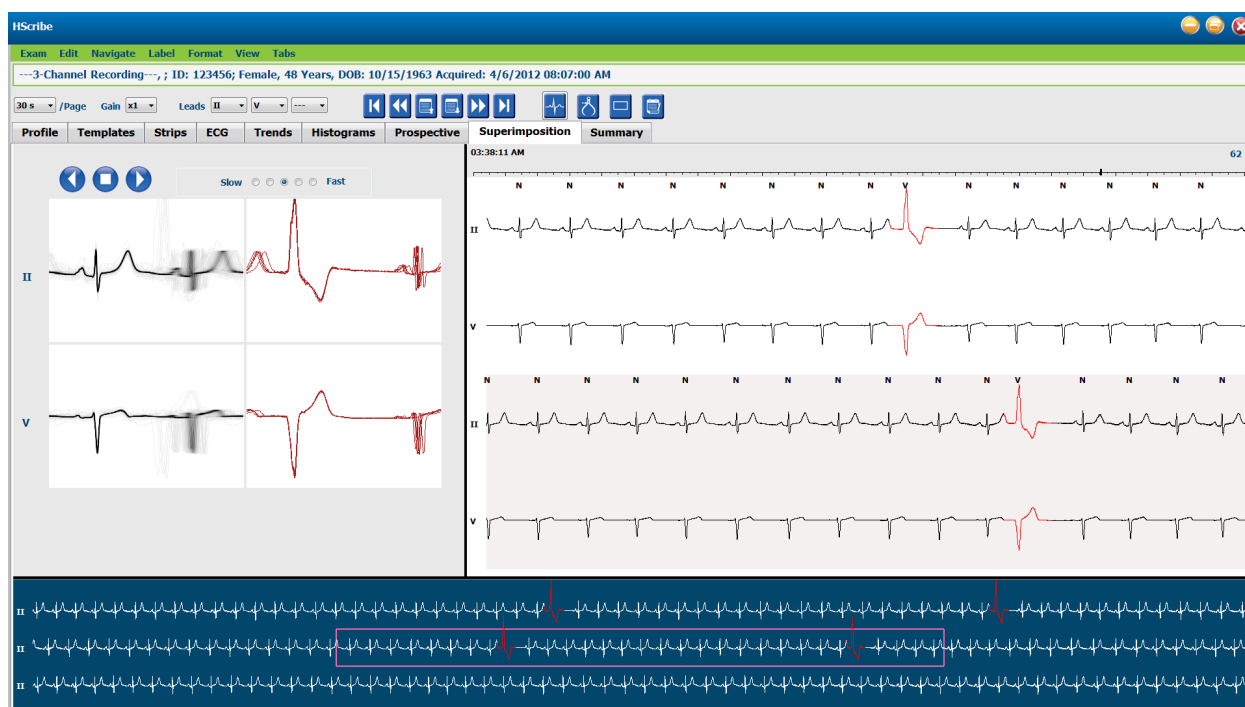 HScribe
Exam Edit Navigate Label Format View Tabs
---3-Channel Recording---, ; ID: 123456; Female, 48 Years, DOB: 10/15/1963 Acquired: 4/6/2012 08:07:00 AM
30 s /Page Gain x1 Leads II V ---
Profile Templates Strips ECG Trends Histograms Prospective Superimposition Summary
03:38:11 AM 62
Slow Fast
N N N N N N N N V N N N N N N
II
II
V
V
N N N N N N N N N N N V N N N N
II
V
II
II
II